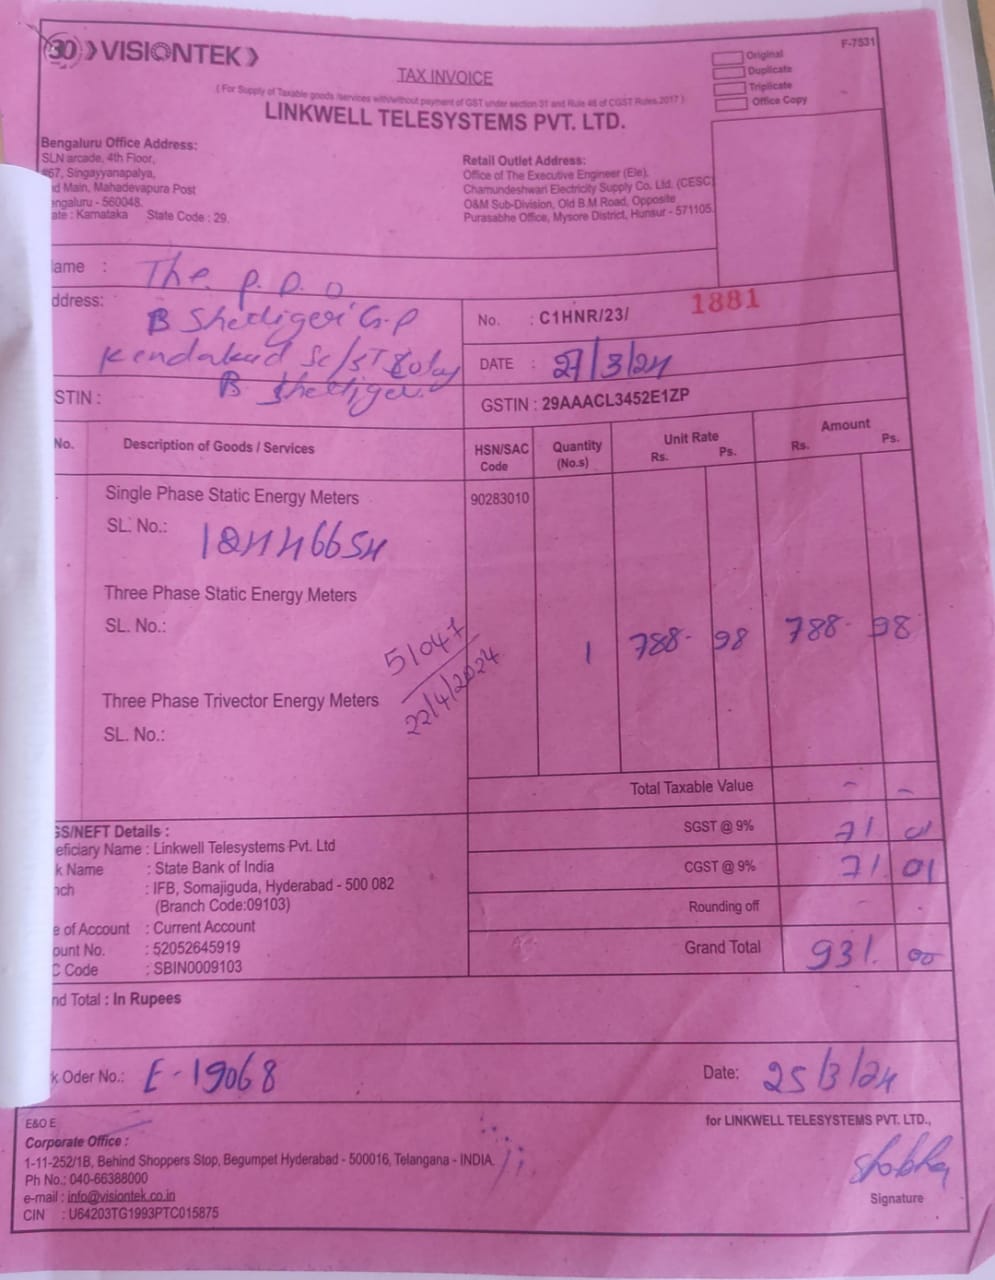 30 VISIONTEK
F-7531
TAX INVOICE
Original
Duplicate
Triplicate
Office Copy
( For Supply of Taxable goods /services with/without payment of GST under section 31 and Rule 46 of CGST Rules,2017 )
LINKWELL TELESYSTEMS PVT. LTD.
Bengaluru Office Address:
SLN arcade, 4th Floor,
#67, Singayyanapalya,
nd Main, Mahadevapura Post
engaluru - 560048.
ate : Karnataka State Code : 29.
Retail Outlet Address:
Office of The Executive Engineer (Ele).
Chamundeshwari Electricity Supply Co. Ltd. (CESC)
O&M Sub-Division, Old B.M.Road, Opposite
Purasabhe Office, Mysore District, Hunsur - 571105.
ame : The P. D. O
ddress: B Shettigeri G.P
SC/ST
B. Shettigeri
STIN :
No. : C1HNR/23/ 1881
DATE : 27/3/24
GSTIN : 29AAACL3452E1ZP
No. Description of Goods / Services HSN/SAC Code Quantity (No.s) Unit Rate Rs. Ps. Amount Rs. Ps.
Single Phase Static Energy Meters 90283010
SL. No.:
Three Phase Static Energy Meters
SL. No.:
1 788- 98 788- 98
51047
22/4/2024
Three Phase Trivector Energy Meters
SL. No.:
Total Taxable Value - -
SGST @ 9% 71 01
CGST @ 9% 71. 01
Rounding off - -
Grand Total 931. 00
GS/NEFT Details :
eficiary Name : Linkwell Telesystems Pvt. Ltd
k Name : State Bank of India
nch : IFB, Somajiguda, Hyderabad - 500 082
(Branch Code:09103)
e of Account : Current Account
ount No. : 52052645919
C Code : SBIN0009103
nd Total : In Rupees
k Oder No.: E-19068
Date: 25/3/24
E&O E
Corporate Office :
1-11-252/1B, Behind Shoppers Stop, Begumpet Hyderabad - 500016, Telangana - INDIA.
Ph No.: 040-66388000
e-mail : info@visiontek.co.in
CIN : U64203TG1993PTC015875
for LINKWELL TELESYSTEMS PVT. LTD.,
Shobha
Signature